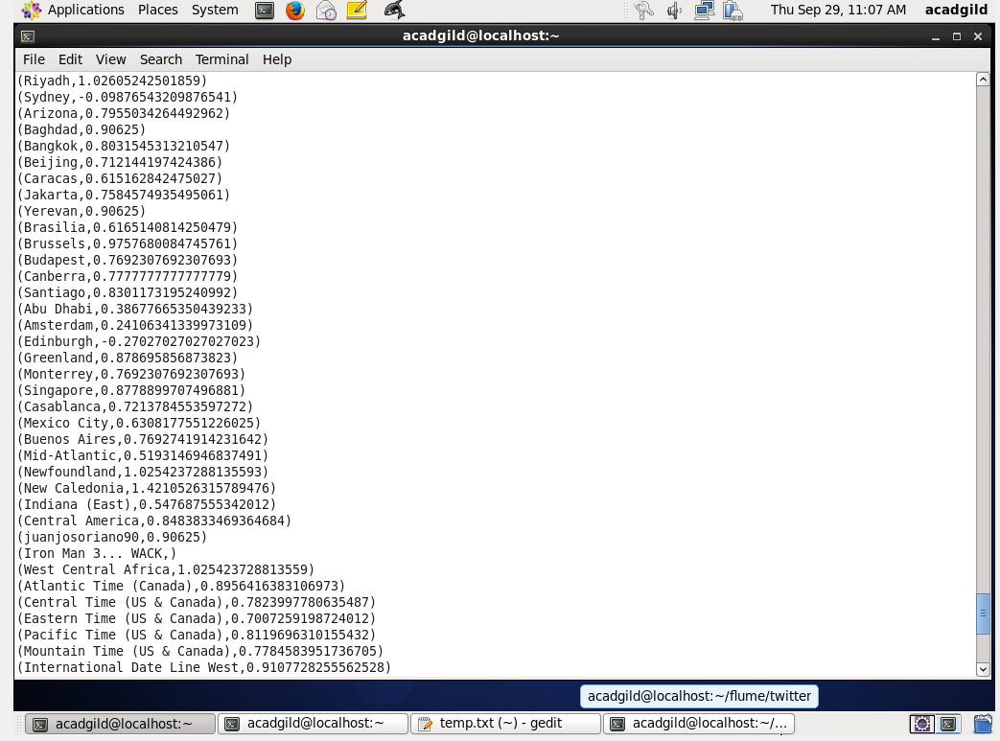 Applications Places System Thu Sep 29, 11:07 AM acadgild
acadgild@localhost:~
File Edit View Search Terminal Help
(Riyadh,1.02605242501859)
(Sydney,-0.09876543209876541)
(Arizona,0.7955034264492962)
(Baghdad,0.90625)
(Bangkok,0.8031545313210547)
(Beijing,0.712144197424386)
(Caracas,0.615162842475027)
(Jakarta,0.7584574935495061)
(Yerevan,0.90625)
(Brasilia,0.6165140814250479)
(Brussels,0.9757680084745761)
(Budapest,0.7692307692307693)
(Canberra,0.7777777777777779)
(Santiago,0.8301173195240992)
(Abu Dhabi,0.38677665350439233)
(Amsterdam,0.24106341339973109)
(Edinburgh,-0.27027027027027023)
(Greenland,0.878695856873823)
(Monterrey,0.7692307692307693)
(Singapore,0.8778899707496881)
(Casablanca,0.7213784553597272)
(Mexico City,0.6308177551226025)
(Buenos Aires,0.7692741914231642)
(Mid-Atlantic,0.5193146946837491)
(Newfoundland,1.0254237288135593)
(New Caledonia,1.4210526315789476)
(Indiana (East),0.547687555342012)
(Central America,0.8483833469364684)
(juanjosoriano90,0.90625)
(Iron Man 3... WACK,)
(West Central Africa,1.025423728813559)
(Atlantic Time (Canada),0.8956416383106973)
(Central Time (US & Canada),0.7823997780635487)
(Eastern Time (US & Canada),0.7007259198724012)
(Pacific Time (US & Canada),0.8119696310155432)
(Mountain Time (US & Canada),0.7784583951736705)
(International Date Line West,0.9107728255562528)
acadgild@localhost:~/flume/twitter
acadgild@localhost:~ acadgild@localhost:~ temp.txt (~) - gedit acadgild@localhost:~/...